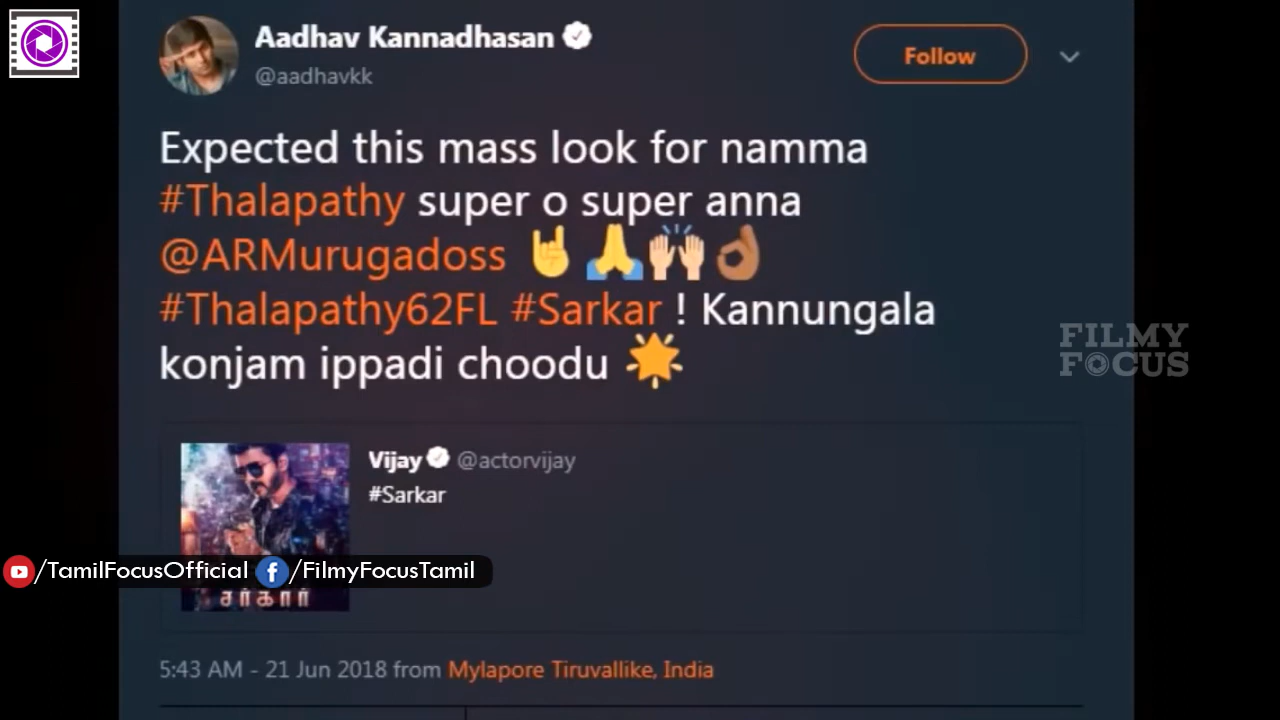 Aadhav Kannadhasan
@aadhavkk
Follow
Expected this mass look for namma
#Thalapathy super o super anna
@ARMurugadoss 🤘🙏🙌🏼👌🏾
#Thalapathy62FL #Sarkar ! Kannungala
konjam ippadi choodu 🌟
FILMY
FOCUS
Vijay @actorvijay
#Sarkar
/TamilFocusOfficial /FilmyFocusTamil
சர்கார்
5:43 AM - 21 Jun 2018 from Mylapore Tiruvallike, India